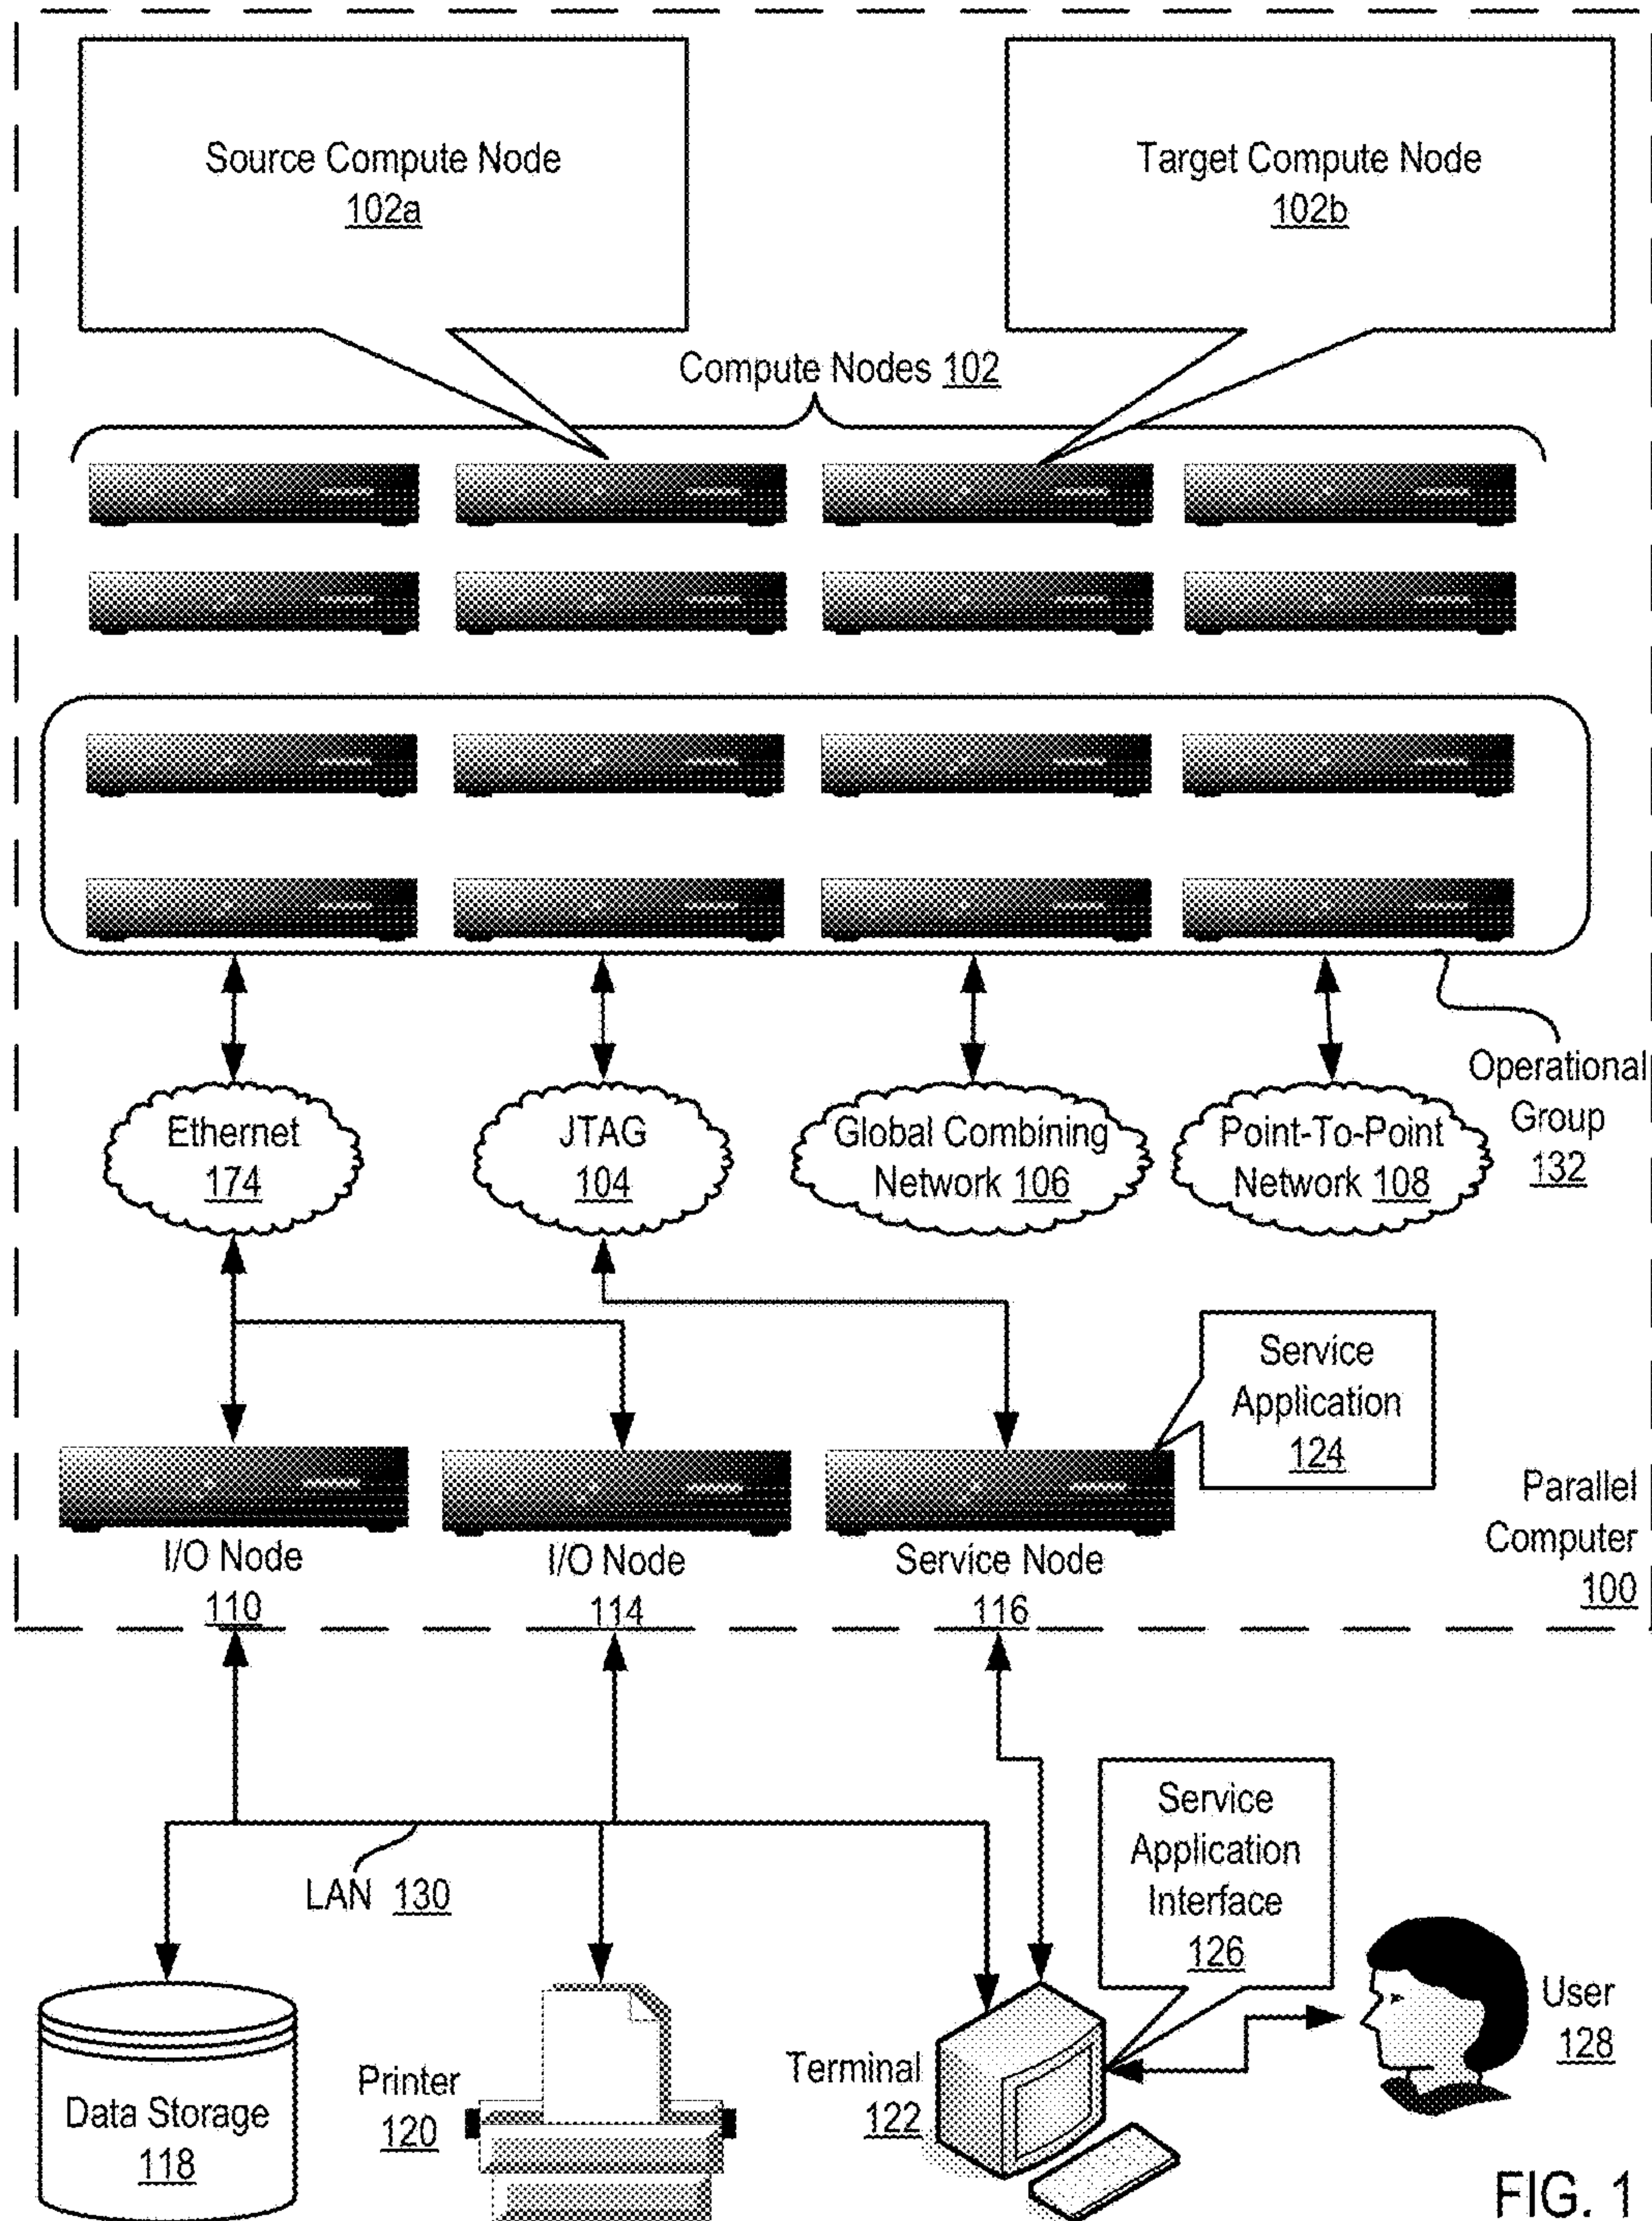 Source Compute Node
102a
Target Compute Node
102b
Compute Nodes 102
Operational
Group
132
Ethernet
174
JTAG
104
Global Combining
Network 106
Point-To-Point
Network 108
Service
Application
124
I/O Node
110
I/O Node
114
Service Node
116
Parallel
Computer
100
LAN 130
Service
Application
Interface
126
Data Storage
118
Printer
120
Terminal
122
User
128
FIG. 1